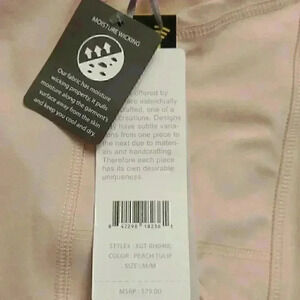 MOISTURE WICKING
Our fabric has moisture
wicking property. It pulls
moisture along the garment's
surface away from the skin
and keep you cool and dry.
offered by
are individually
crafted, one of a
creations. Designs
may have subtle varia-
tions from one piece to
the next due to materi-
als and handcrafting.
Therefore each piece
has its own desirable
uniqueness.
COLOR : PEACH TULIP
SIZE : M/M
MSRP : $79.00